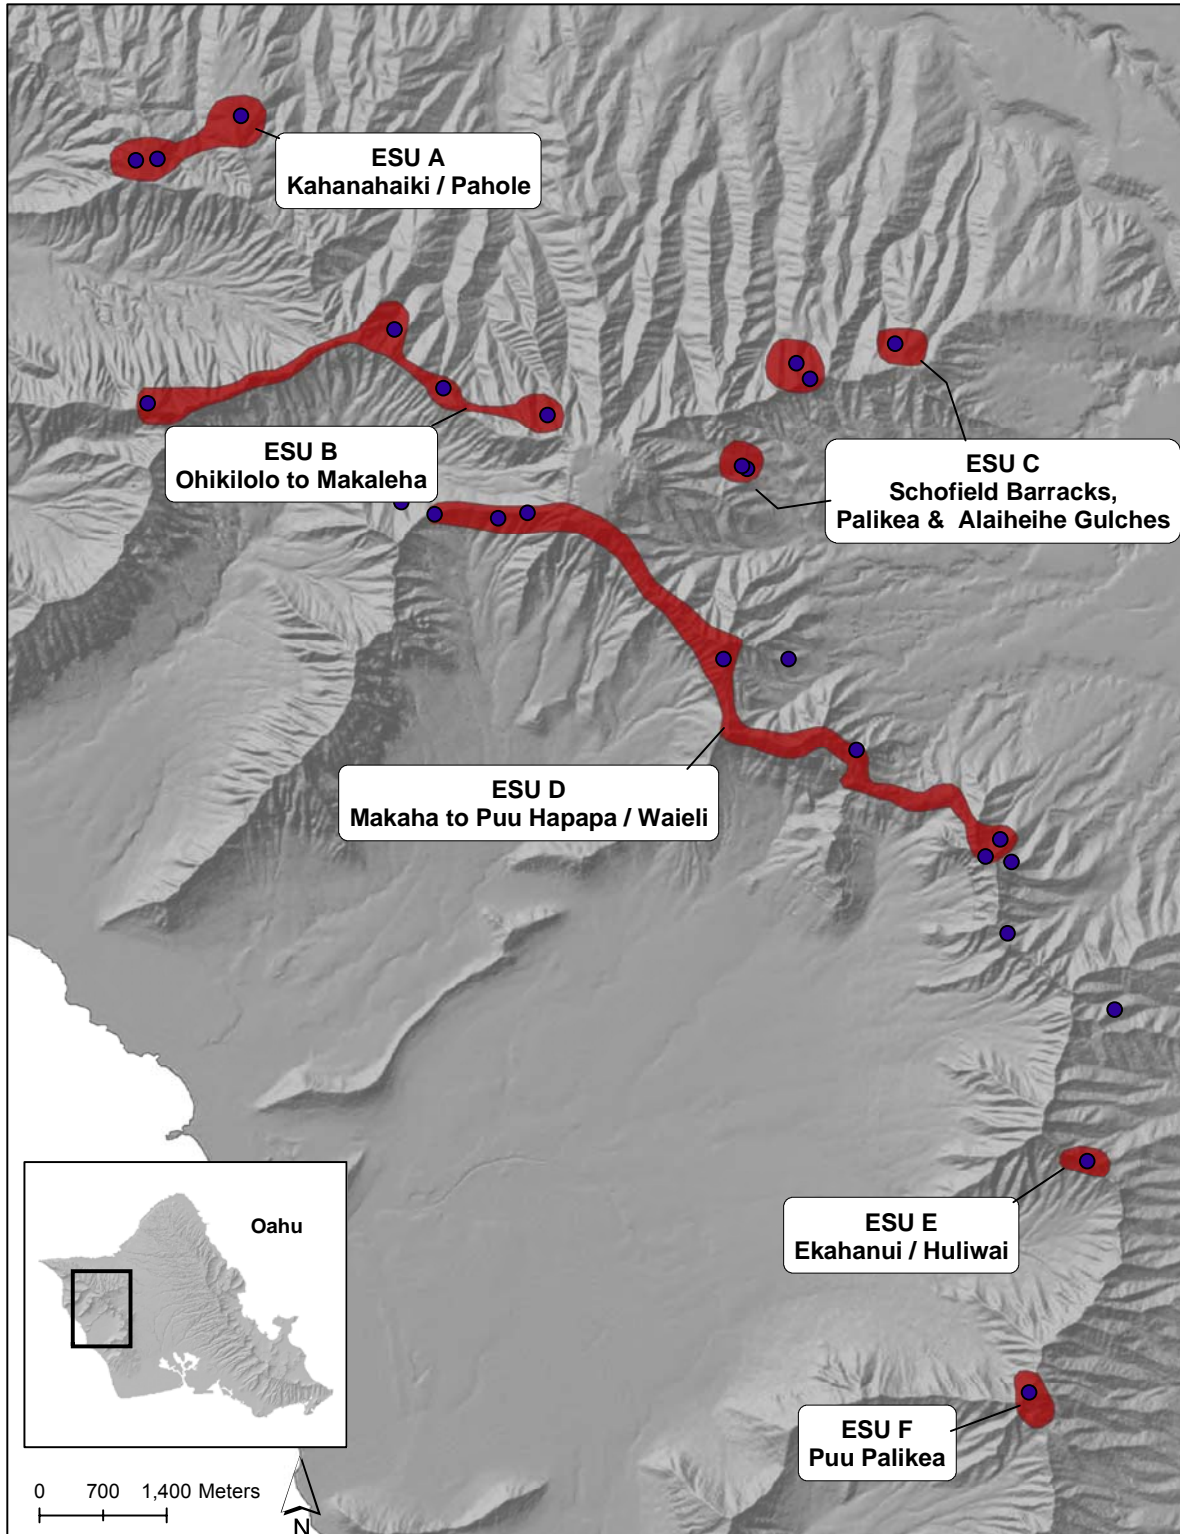 ESU A
Kahanahaiki / Pahole
ESU B
Ohikilolo to Makaleha
ESU C
Schofield Barracks,
Palikea & Alaiheihe Gulches
ESU D
Makaha to Puu Hapapa / Waieli
ESU E
Ekahanui / Huliwai
Oahu
ESU F
Puu Palikea
0 700 1,400 Meters
N